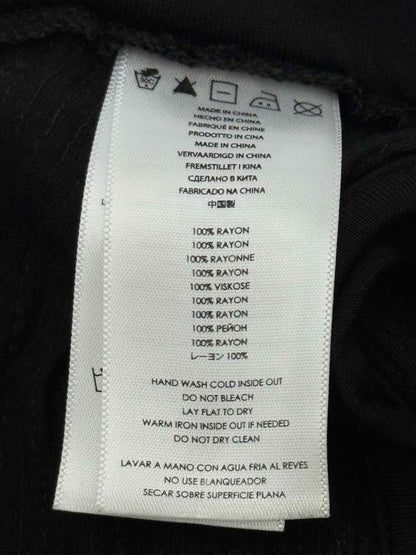 MADE IN CHINA
HECHO EN CHINA
FABRIQUÉ EN CHINE
PRODOTTO IN CINA
MADE IN CHINA
VERVAARDIGD IN CHINA
FREMSTILLET I KINA
СДЕЛАНО В КИТА
FABRICADO NA CHINA
中国製
100% RAYON
100% RAYON
100% RAYONNE
100% RAYON
100% VISKOSE
100% RAYON
100% RAYON
100% РЕЙОН
100% RAYON
レーヨン 100%
HAND WASH COLD INSIDE OUT
DO NOT BLEACH
LAY FLAT TO DRY
WARM IRON INSIDE OUT IF NEEDED
DO NOT DRY CLEAN
LAVAR A MANO CON AGUA FRIA AL REVES
NO USE BLANQUEADOR
SECAR SOBRE SUPERFICIE PLANA